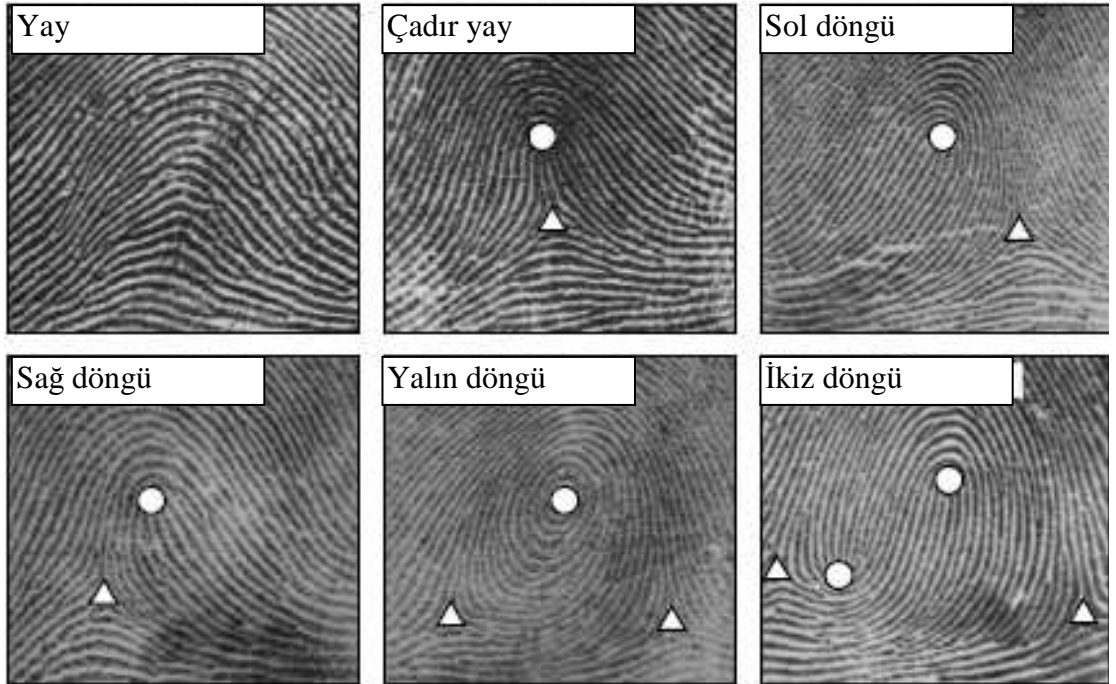 Yay
Çadır yay
Sol döngü
Sağ döngü
Yalın döngü
İkiz döngü